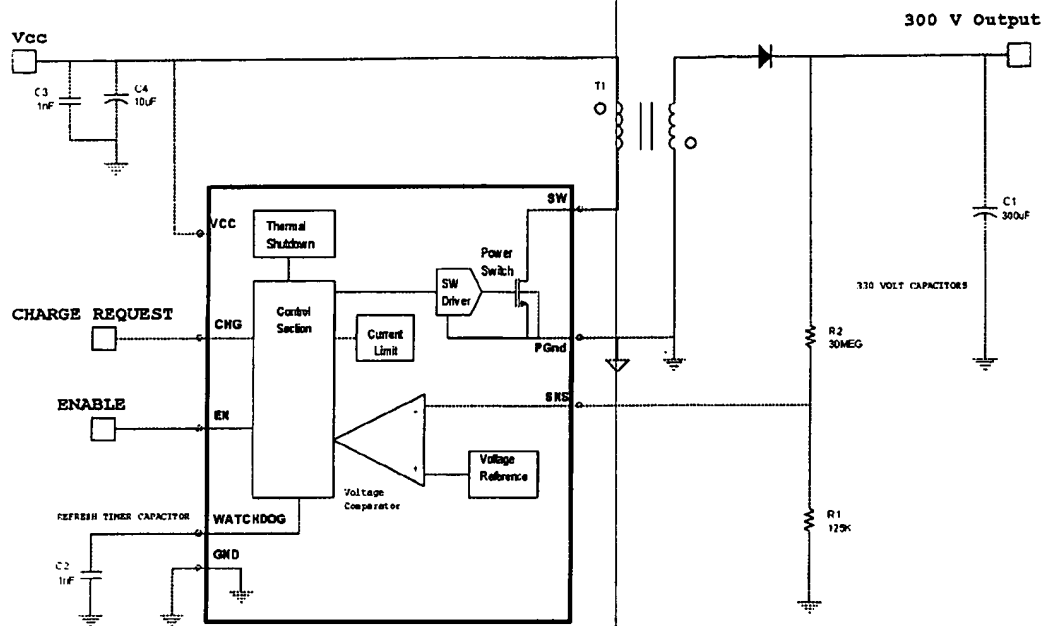 300 V Output
Vcc
C3
1nF
C4
10uF
T1
SW
VCC
Thermal
Shutdown
Power
Switch
SW
Driver
C1
300uF
330 VOLT CAPACITORS
CHARGE REQUEST
CHG
Control
Section
Current
Limit
PGnd
R2
30MEG
ENABLE
EN
SNS
-
+
Voltage
Reference
Voltage
Comparator
REFRESH TIMER CAPACITOR
WATCHDOG
GND
C2
1nF
R1
125K